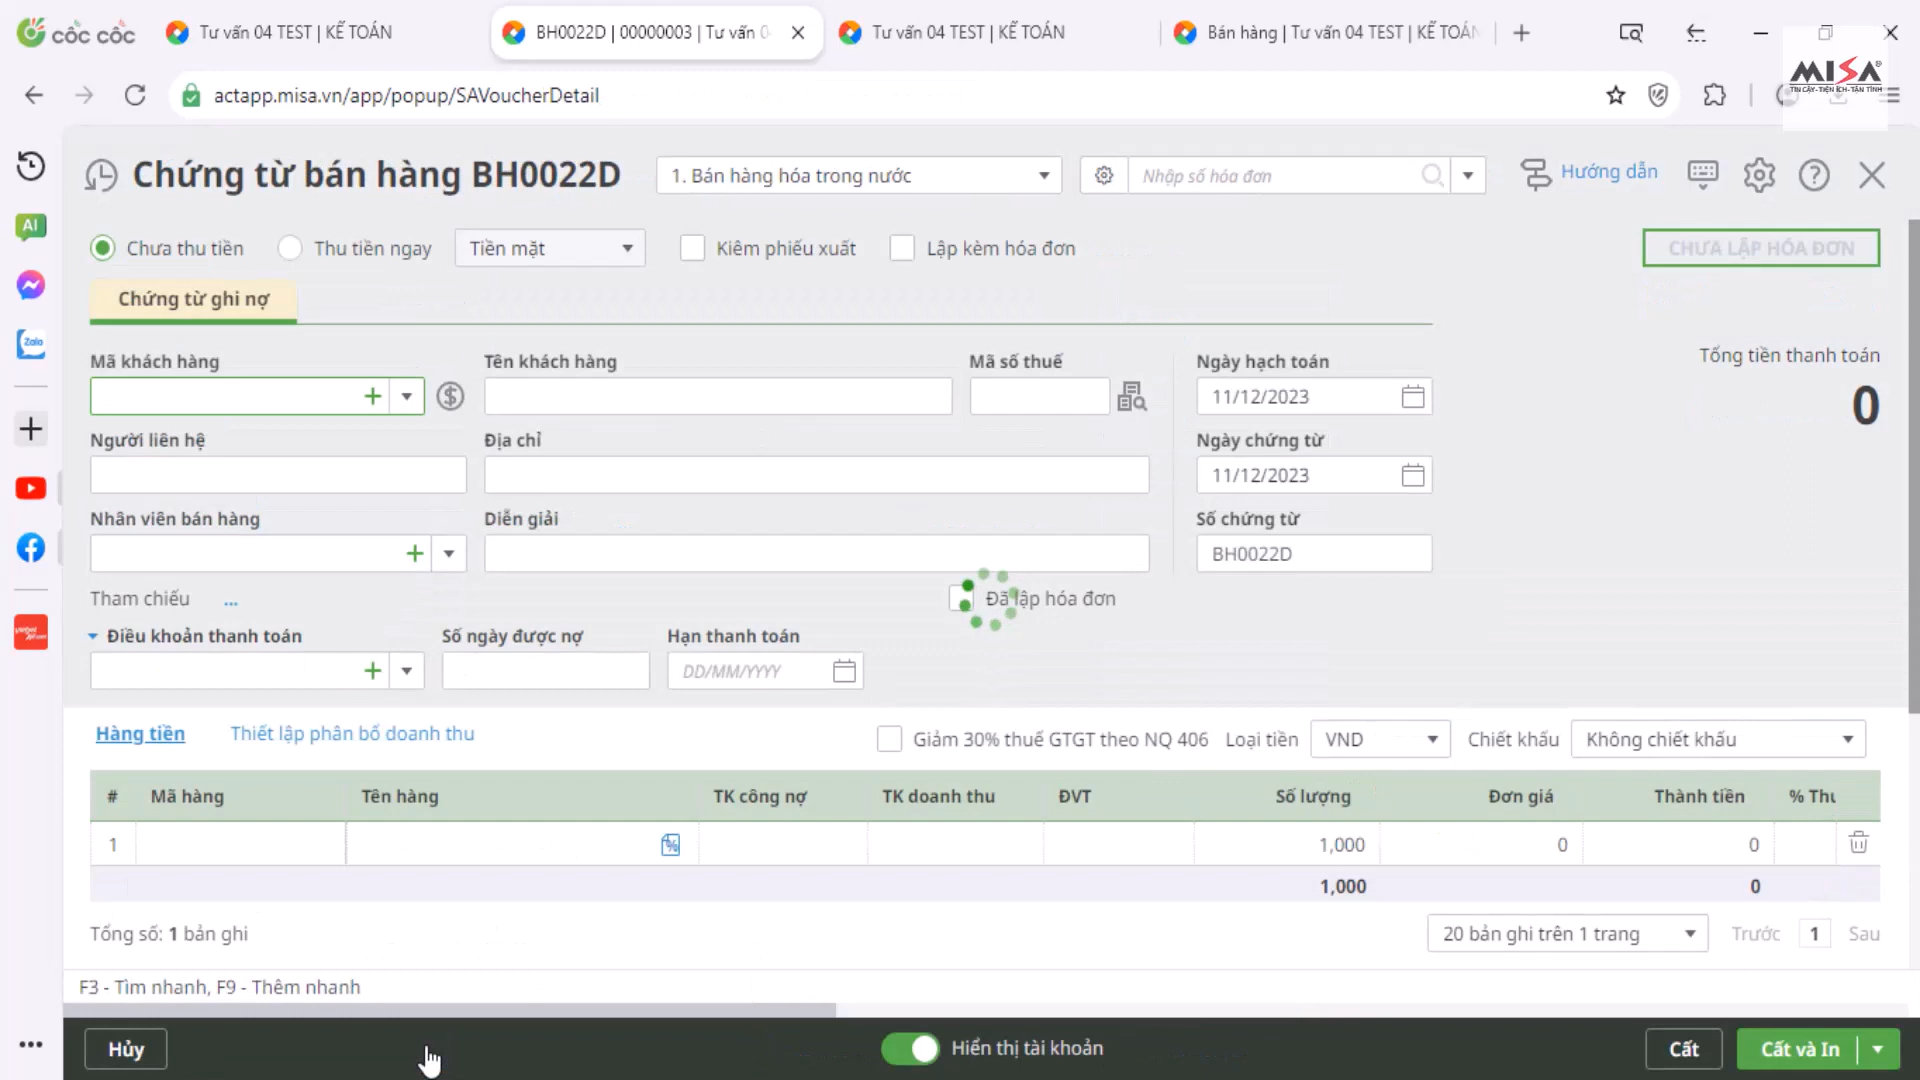 cốc cốc
Tư vấn 04 TEST | KẾ TOÁN
BH0022D | 00000003 | Tư vấn 0
Tư vấn 04 TEST | KẾ TOÁN
Bán hàng | Tư vấn 04 TEST | KẾ TOÁN
actapp.misa.vn/app/popup/SAVoucherDetail
MISA
TIN CẬY-TIỆN ÍCH-TẬN TÌNH
AI
Zalo
Chứng từ bán hàng BH0022D
1. Bán hàng hóa trong nước
Nhập số hóa đơn
Hướng dẫn
Chưa thu tiền
Thu tiền ngay
Tiền mặt
Kiêm phiếu xuất
Lập kèm hóa đơn
CHƯA LẬP HÓA ĐƠN
Chứng từ ghi nợ
Mã khách hàng
Tên khách hàng
Mã số thuế
Ngày hạch toán
11/12/2023
Tổng tiền thanh toán
0
Người liên hệ
Địa chỉ
Ngày chứng từ
11/12/2023
Nhân viên bán hàng
Diễn giải
Số chứng từ
BH0022D
Tham chiếu
...
Đã lập hóa đơn
Điều khoản thanh toán
Số ngày được nợ
Hạn thanh toán
DD/MM/YYYY
Hàng tiền
Thiết lập phân bổ doanh thu
Giảm 30% thuế GTGT theo NQ 406
Loại tiền
VND
Chiết khấu
Không chiết khấu
# Mã hàng Tên hàng TK công nợ TK doanh thu ĐVT Số lượng Đơn giá Thành tiền % Thu
1 1,000 0 0
1,000 0
Tổng số: 1 bản ghi
20 bản ghi trên 1 trang
Trước
1
Sau
F3 - Tìm nhanh, F9 - Thêm nhanh
Hủy
Hiển thị tài khoản
Cất
Cất và In